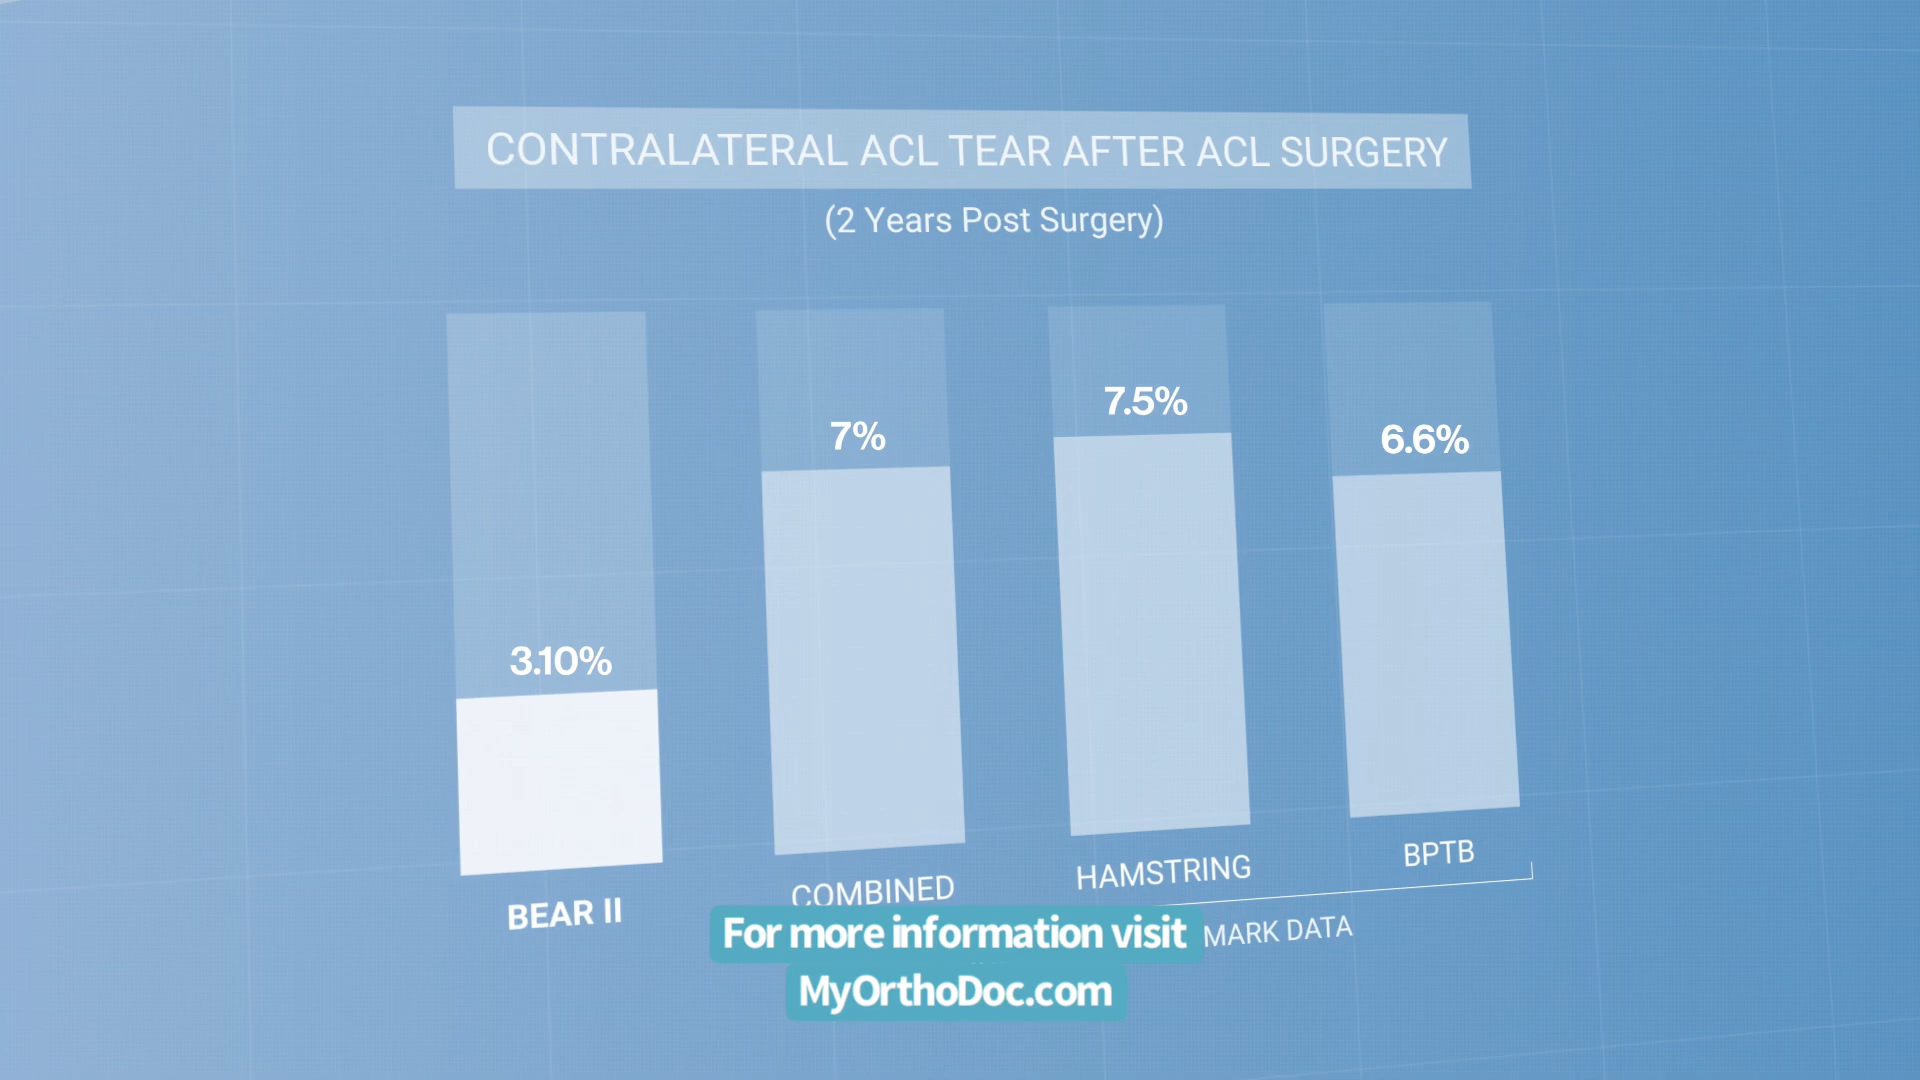 CONTRALATERAL ACL TEAR AFTER ACL SURGERY
(2 Years Post Surgery)
3.10%
7%
7.5%
6.6%
BEAR II
COMBINED
HAMSTRING
BPTB
MARK DATA
For more information visit
MyOrthoDoc.com